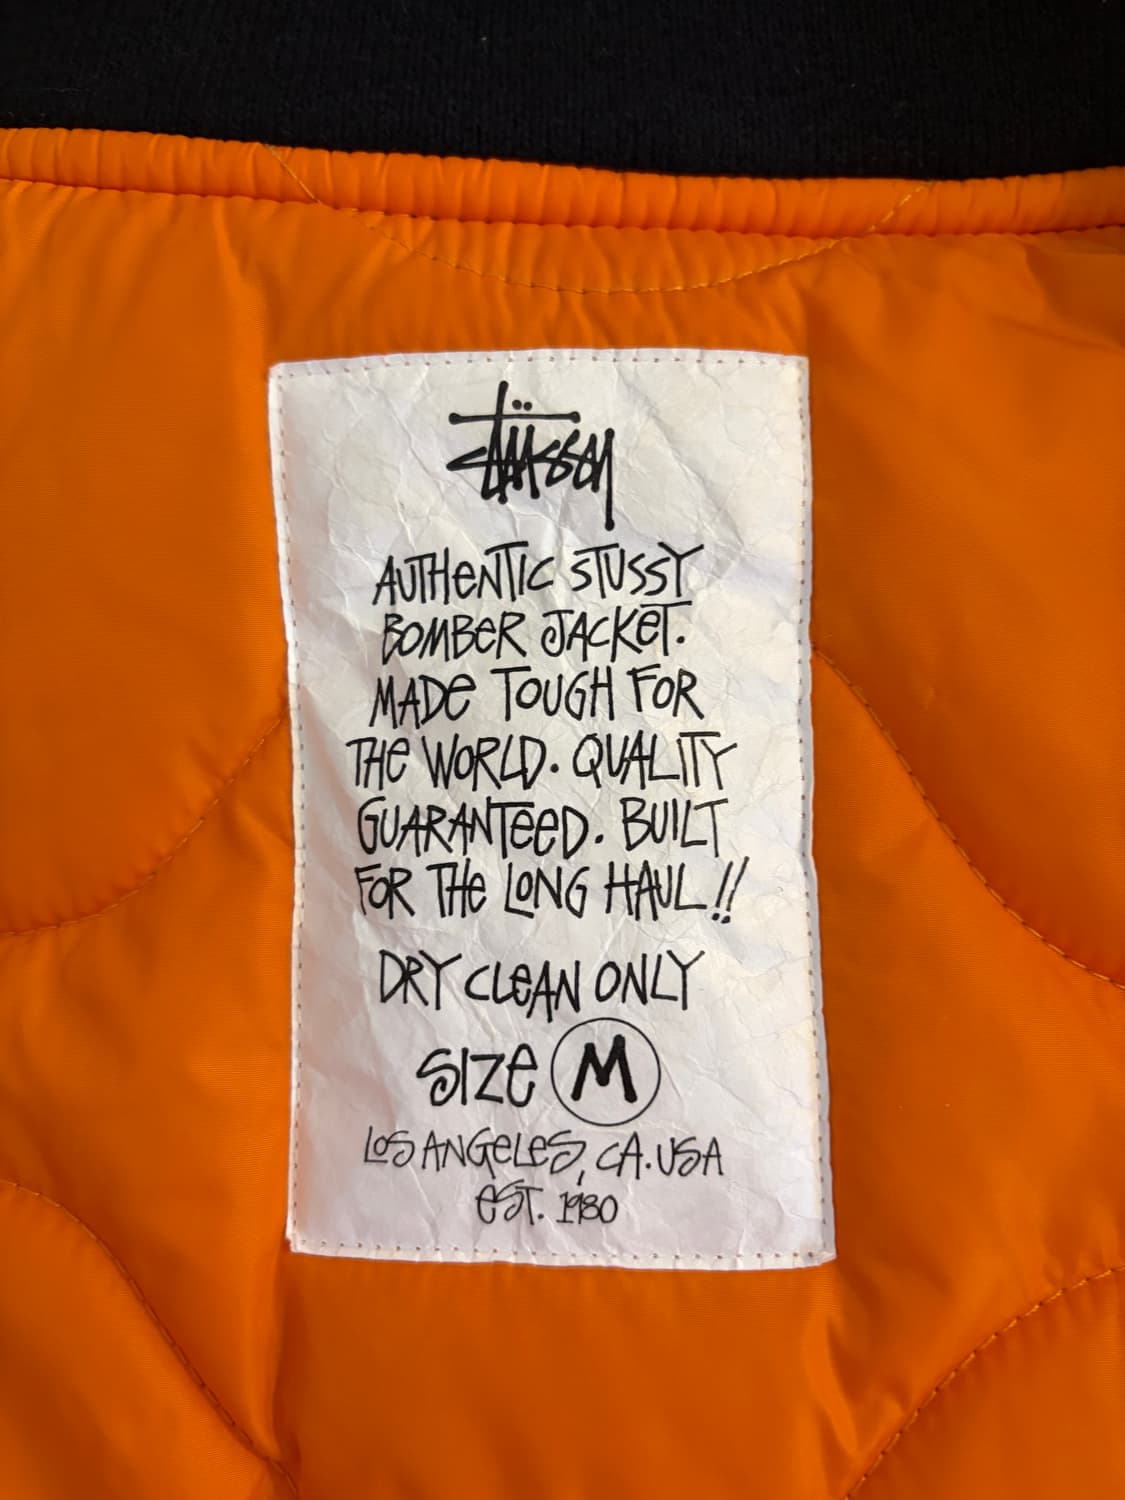 Stüssy
AUTHENTIC STUSSY
BOMBER JACKET.
MADE TOUGH FOR
THE WORLD. QUALITY
GUARANTEED. BUILT
FOR THE LONG HAUL!!
DRY CLEAN ONLY
SIZE M
LOS ANGELES, CA. USA
EST. 1980